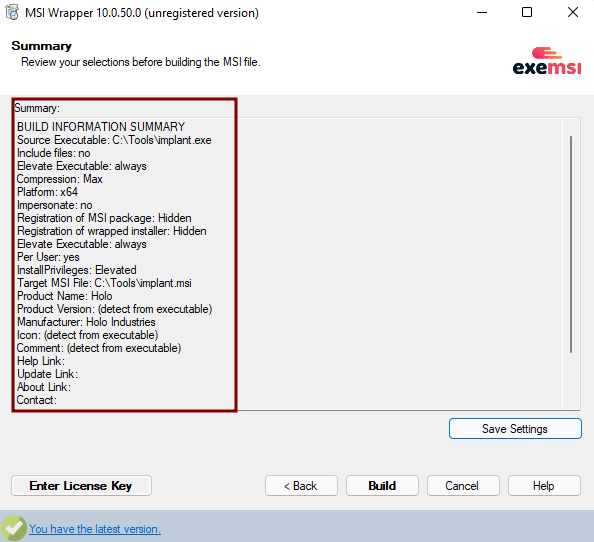 MSI Wrapper 10.0.50.0 (unregistered version)
Summary
Review your selections before building the MSI file.
exemsi
Summary:
BUILD INFORMATION SUMMARY
Source Executable: C:\Tools\implant.exe
Include files: no
Elevate Executable: always
Compression: Max
Platform: x64
Impersonate: no
Registration of MSI package: Hidden
Registration of wrapped installer: Hidden
Elevate Executable: always
Per User: yes
InstallPrivileges: Elevated
Target MSI File: C:\Tools\implant.msi
Product Name: Holo
Product Version: (detect from executable)
Manufacturer: Holo Industries
Icon: (detect from executable)
Comment: (detect from executable)
Help Link:
Update Link:
About Link:
Contact:
Save Settings
Enter License Key
< Back
Build
Cancel
Help
You have the latest version.